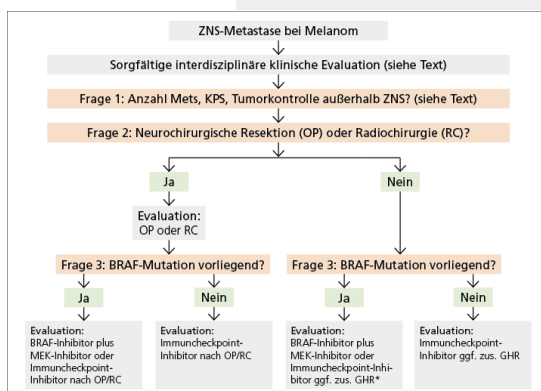 ZNS-Metastase bei Melanom
Sorgfältige interdisziplinäre klinische Evaluation (siehe Text)
Frage 1: Anzahl Mets, KPS, Tumorkontrolle außerhalb ZNS? (siehe Text)
Frage 2: Neurochirugische Resektion (OP) oder Radiochirurgie (RC)?
Ja
Nein
Evaluation:
OP oder RC
Frage 3: BRAF-Mutation vorliegend?
Frage 3: BRAF-Mutation vorliegend?
Ja
Nein
Ja
Nein
Evaluation:
BRAF-Inhibitor plus
MEK-Inhibitor oder
Immuncheckpoint-
Inhibitor nach OP/RC
Evaluation:
Immuncheckpoint-
Inhibitor nach OP/RC
Evaluation:
BRAF-Inhibitor plus
MEK-Inhibitor oder
Immuncheckpoint-Inhi-
bitor ggf. zus. GHR*
Evaluation:
Immuncheckpoint-
Inhibitor ggf. zus. GHR